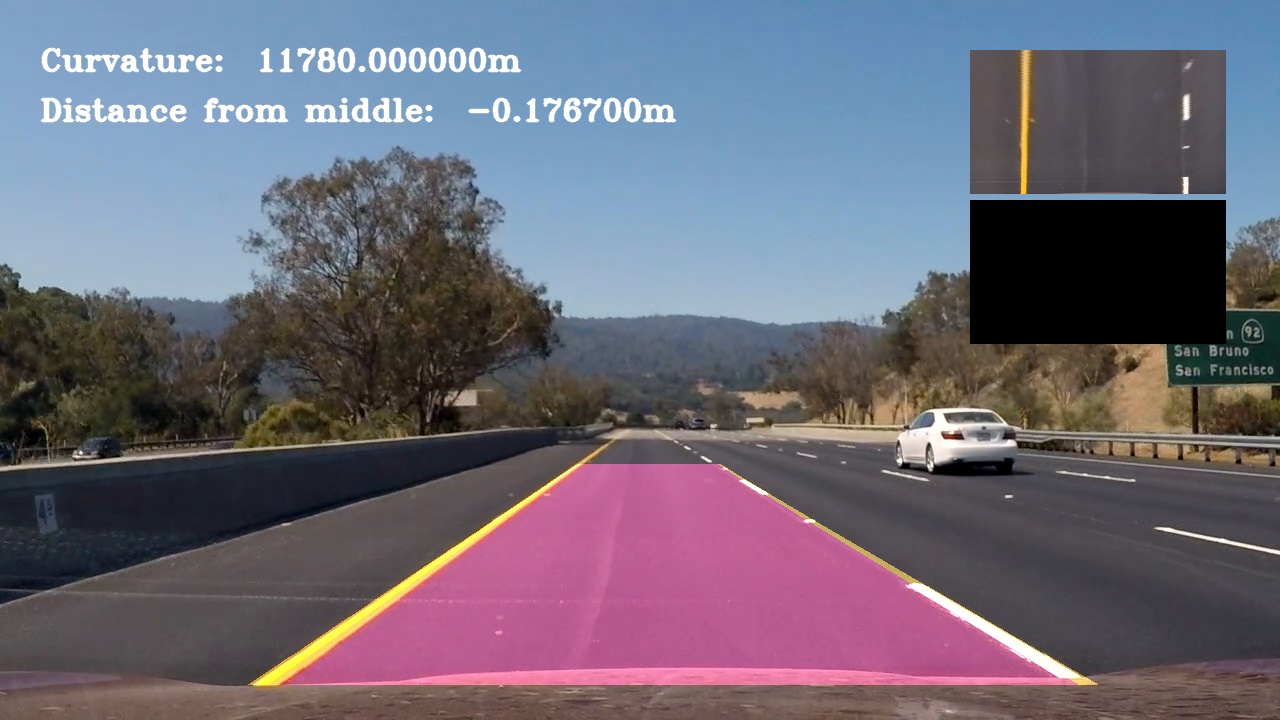 Curvature: 11780.000000m
Distance from middle: −0.176700m
n 92
San Bruno
San Francisco